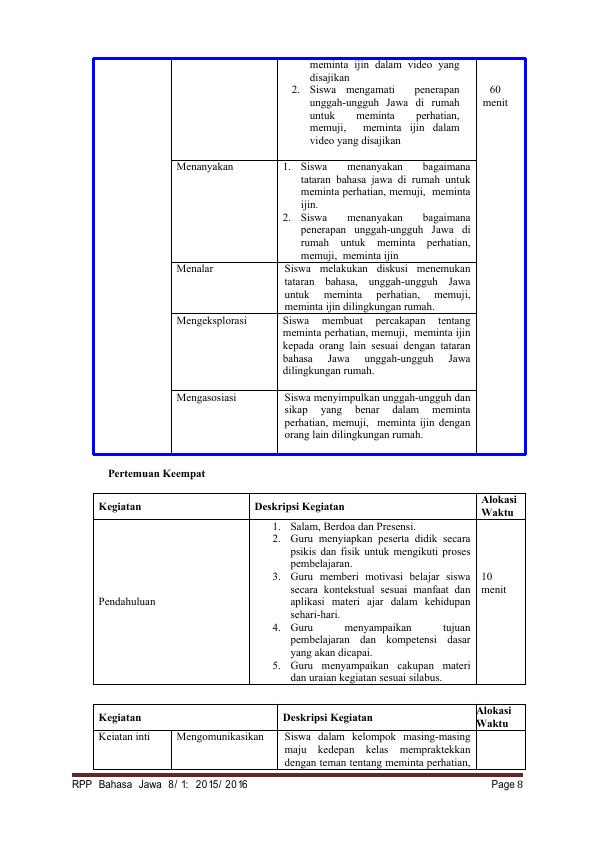 meminta ijin dalam video yang
disajikan
2. Siswa mengamati penerapan
unggah-ungguh Jawa di rumah
untuk meminta perhatian,
memuji, meminta ijin dalam
video yang disajikan
60
menit
Menanyakan
1. Siswa menanyakan bagaimana
tataran bahasa jawa di rumah untuk
meminta perhatian, memuji, meminta
ijin.
2. Siswa menanyakan bagaimana
penerapan unggah-ungguh Jawa di
rumah untuk meminta perhatian,
memuji, meminta ijin
Menalar
Siswa melakukan diskusi menemukan
tataran bahasa, unggah-ungguh Jawa
untuk meminta perhatian, memuji,
meminta ijin dilingkungan rumah.
Mengeksplorasi
Siswa membuat percakapan tentang
meminta perhatian, memuji, meminta ijin
kepada orang lain sesuai dengan tataran
bahasa Jawa unggah-ungguh Jawa
dilingkungan rumah.
Mengasosiasi
Siswa menyimpulkan unggah-ungguh dan
sikap yang benar dalam meminta
perhatian, memuji, meminta ijin dengan
orang lain dilingkungan rumah.
Pertemuan Keempat
Kegiatan
Deskripsi Kegiatan
Alokasi
Waktu
Pendahuluan
1. Salam, Berdoa dan Presensi.
2. Guru menyiapkan peserta didik secara
psikis dan fisik untuk mengikuti proses
pembelajaran.
3. Guru memberi motivasi belajar siswa
secara kontekstual sesuai manfaat dan
aplikasi materi ajar dalam kehidupan
sehari-hari.
4. Guru menyampaikan tujuan
pembelajaran dan kompetensi dasar
yang akan dicapai.
5. Guru menyampaikan cakupan materi
dan uraian kegiatan sesuai silabus.
10
menit
Kegiatan
Deskripsi Kegiatan
Alokasi
Waktu
Keiatan inti
Mengomunikasikan
Siswa dalam kelompok masing-masing
maju kedepan kelas mempraktekkan
dengan teman tentang meminta perhatian,
RPP Bahasa Jawa 8/ 1: 2015/ 2016
Page 8